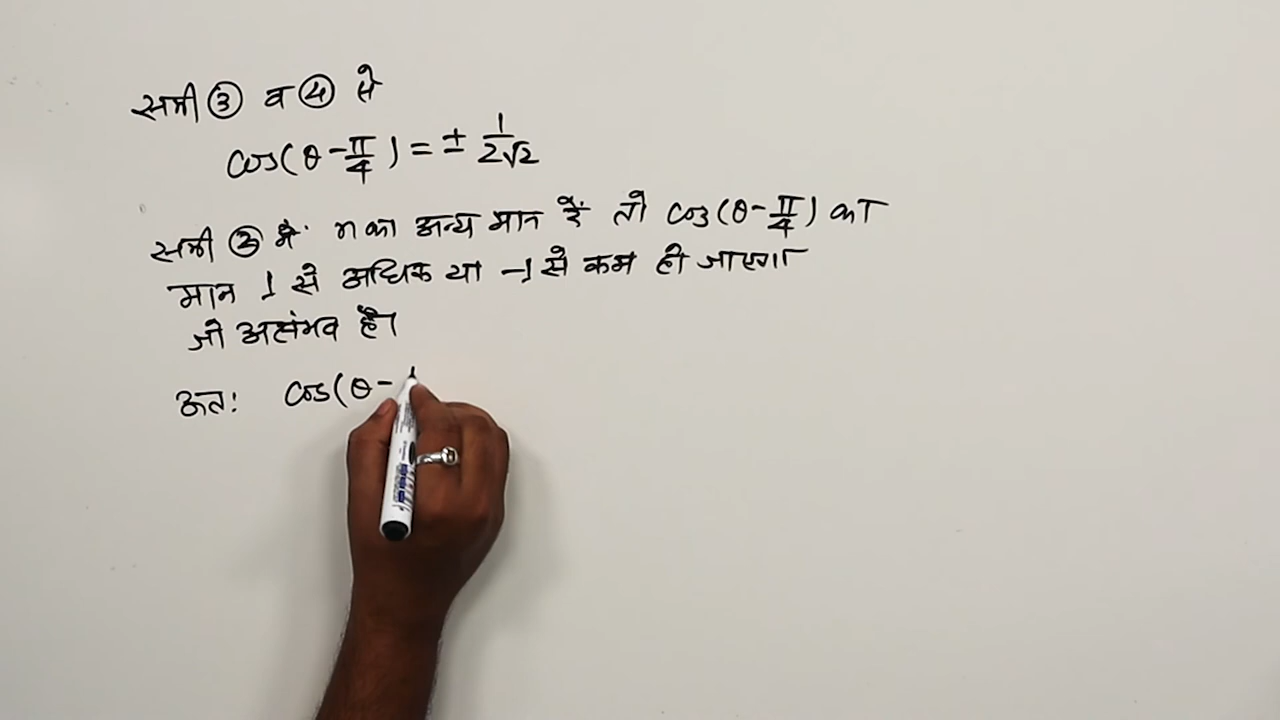 समी ③ व ④ से
cos(θ - π/4) = ± 1/2√2
समी ③ में n का अन्य मान दें तो cos(θ - π/4) का
मान 1 से अधिक या -1 से कम हो जाएगा
जो असंभव है।
अतः cos(θ -